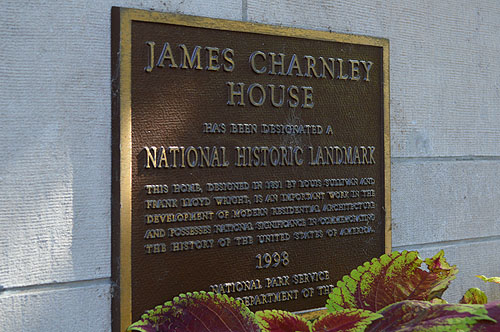 JAMES CHARNLEY
HOUSE
HAS BEEN DESIGNATED A
NATIONAL HISTORIC LANDMARK
THIS HOME, DESIGNED IN 1891 BY LOUIS SULLIVAN AND
FRANK LLOYD WRIGHT, IS AN IMPORTANT WORK IN THE
DEVELOPMENT OF MODERN RESIDENTIAL ARCHITECTURE
AND POSSESSES NATIONAL SIGNIFICANCE IN COMMEMORATING
THE HISTORY OF THE UNITED STATES OF AMERICA.
1998
NATIONAL PARK SERVICE
DEPARTMENT OF THE